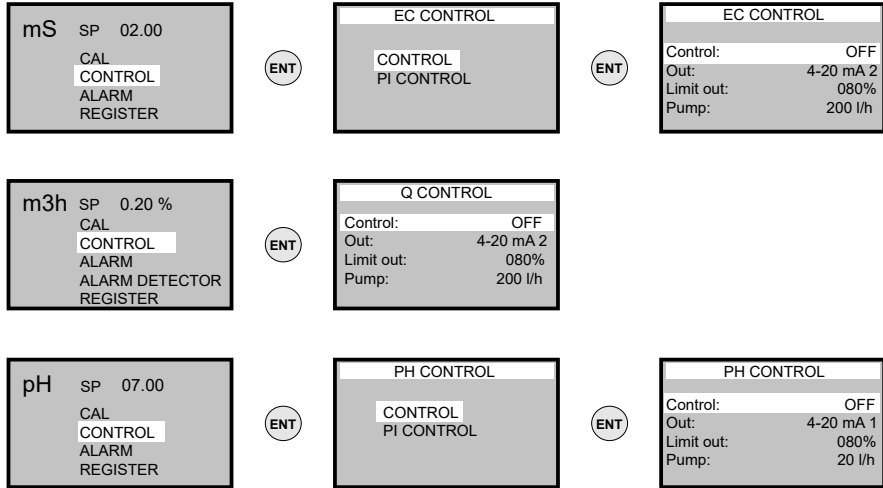 mS SP 02.00
CAL
CONTROL
ALARM
REGISTER
ENT
EC CONTROL
CONTROL
PI CONTROL
ENT
EC CONTROL
Control: OFF
Out: 4-20 mA 2
Limit out: 080%
Pump: 200 l/h
m3h SP 0.20 %
CAL
CONTROL
ALARM
ALARM DETECTOR
REGISTER
ENT
Q CONTROL
Control: OFF
Out: 4-20 mA 2
Limit out: 080%
Pump: 200 l/h
pH SP 07.00
CAL
CONTROL
ALARM
REGISTER
ENT
PH CONTROL
CONTROL
PI CONTROL
ENT
PH CONTROL
Control: OFF
Out: 4-20 mA 1
Limit out: 080%
Pump: 20 l/h